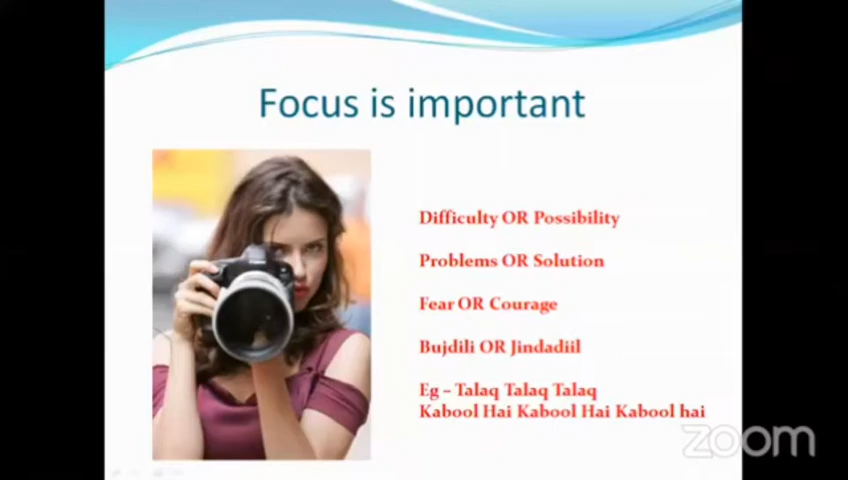 Focus is important
Difficulty OR Possibility
Problems OR Solution
Fear OR Courage
Bujdili OR Jindadiil
Eg – Talaq Talaq Talaq
Kabool Hai Kabool Hai Kabool hai
zoom